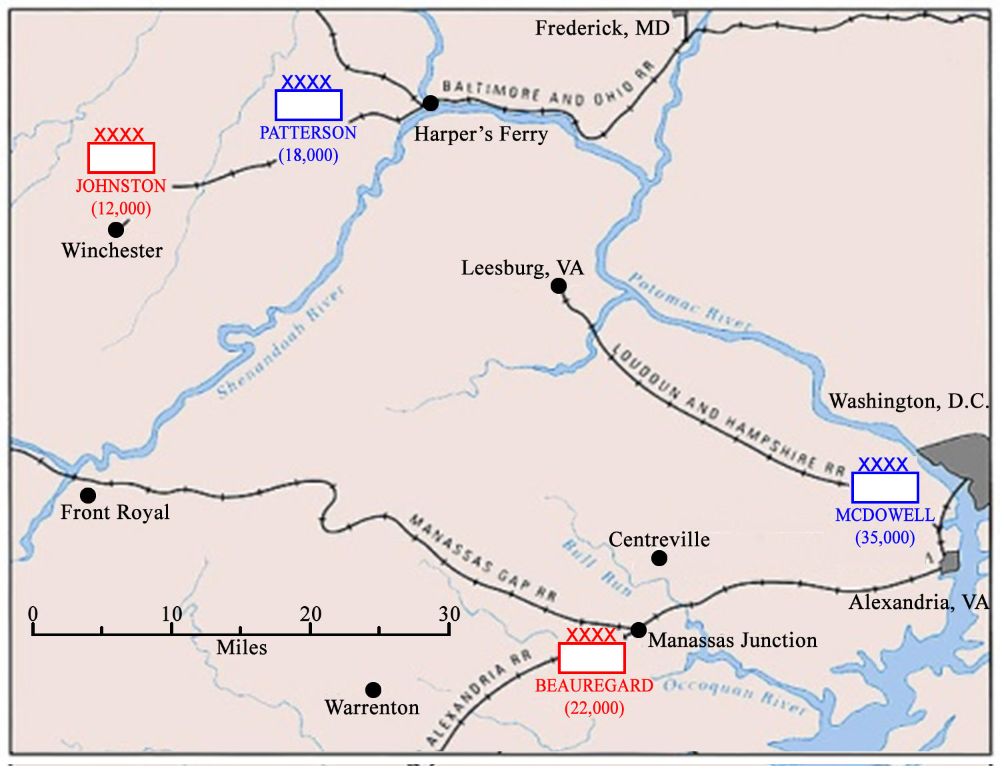 Frederick, MD
BALTIMORE AND OHIO RR
XXXX
PATTERSON
(18,000)
Harper's Ferry
XXXX
JOHNSTON
(12,000)
Winchester
Leesburg, VA
Potomac River
Shenandoah River
LOUDOUN AND HAMPSHIRE RR
Washington, D.C.
XXXX
MCDOWELL
(35,000)
Front Royal
MANASSAS GAP RR
Centreville
Bull Run
Alexandria, VA
0 10 20 30
Miles
XXXX
Manassas Junction
BEAUREGARD
(22,000)
ALEXANDRIA RR
Occoquan River
Warrenton